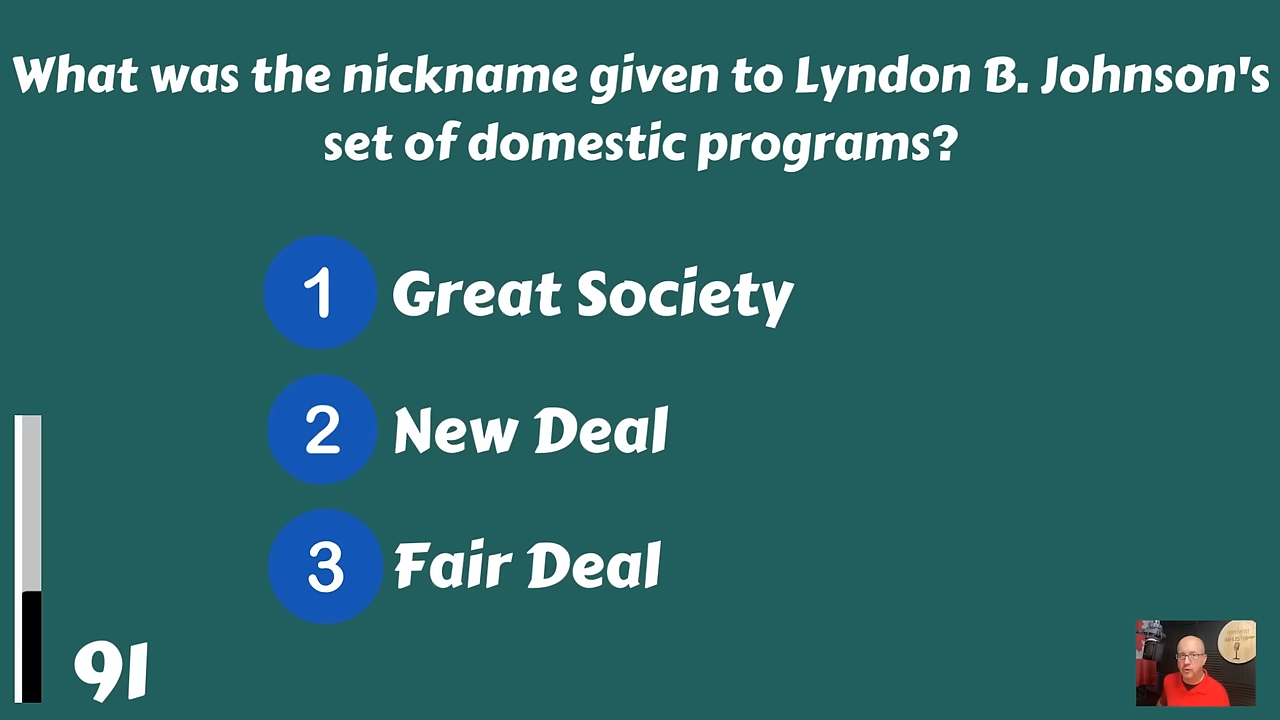 What was the nickname given to Lyndon B. Johnson's
set of domestic programs?
1 Great Society
2 New Deal
3 Fair Deal
91